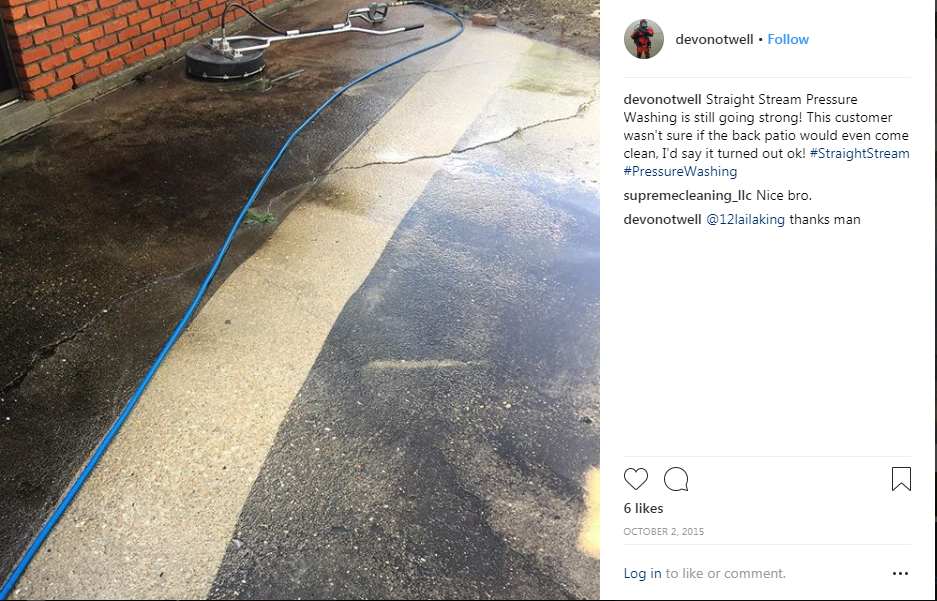 devonotwell • Follow
devonotwell Straight Stream Pressure
Washing is still going strong! This customer
wasn't sure if the back patio would even come
clean, I'd say it turned out ok! #StraightStream
#PressureWashing
supremecleaning_llc Nice bro.
devonotwell @12lailaking thanks man
6 likes
OCTOBER 2, 2015
Log in to like or comment.